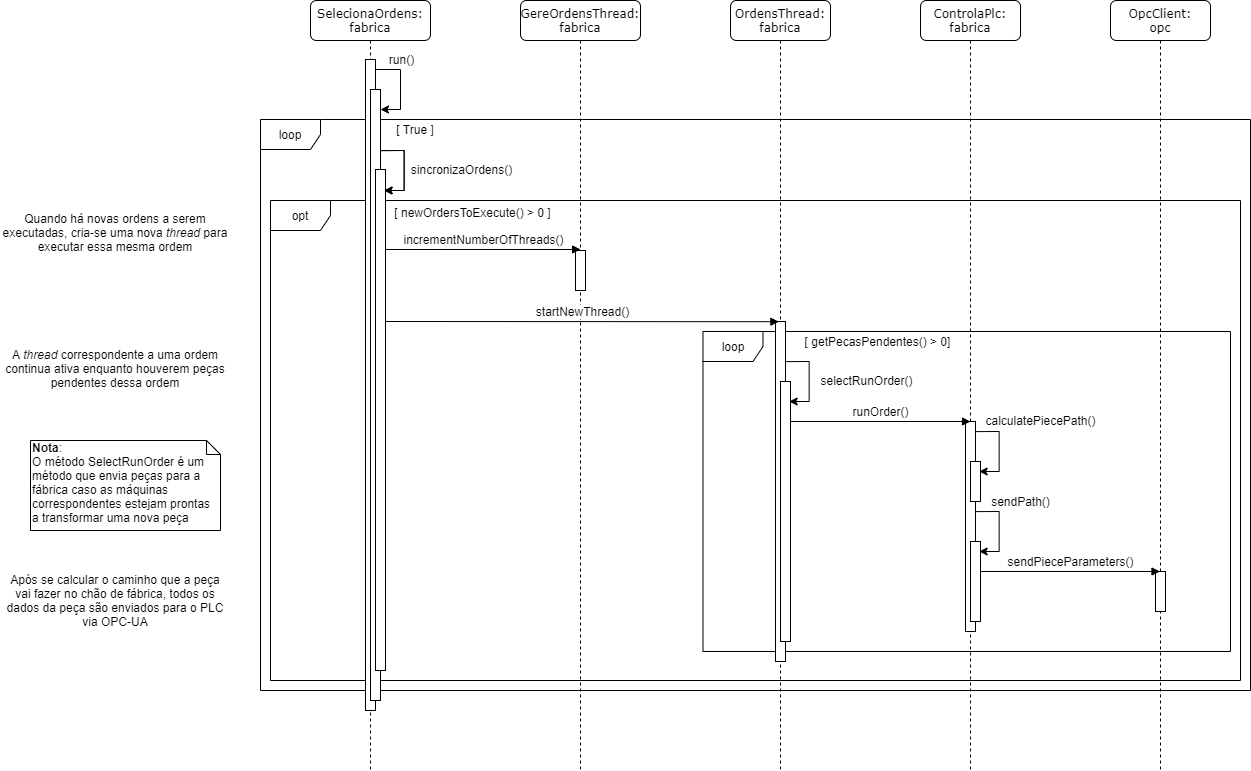 SelecionaOrdens:
fabrica
GereOrdensThread:
fabrica
OrdensThread:
fabrica
ControlaPlc:
fabrica
OpcClient:
opc
run()
loop
[ True ]
sincronizaOrdens()
opt
[ newOrdersToExecute() > 0 ]
Quando há novas ordens a serem
executadas, cria-se uma nova thread para
executar essa mesma ordem
incrementNumberOfThreads()
startNewThread()
loop
[ getPecasPendentes() > 0]
A thread correspondente a uma ordem
continua ativa enquanto houverem peças
pendentes dessa ordem
selectRunOrder()
runOrder()
calculatePiecePath()
Nota:
O método SelectRunOrder é um
método que envia peças para a
fábrica caso as máquinas
correspondentes estejam prontas
a transformar uma nova peça
sendPath()
sendPieceParameters()
Após se calcular o caminho que a peça
vai fazer no chão de fábrica, todos os
dados da peça são enviados para o PLC
via OPC-UA